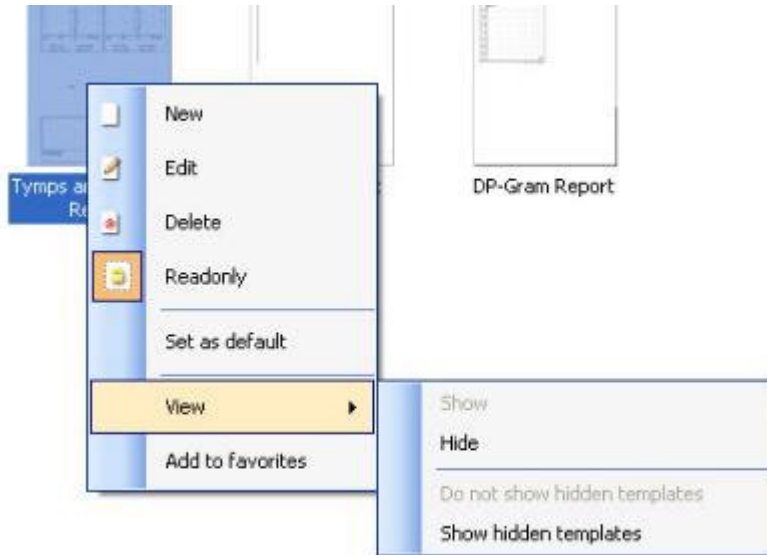 Tymps
DP-Gram Report
New
Edit
Delete
Readonly
Set as default
View
Add to favorites
Show
Hide
Do not show hidden templates
Show hidden templates